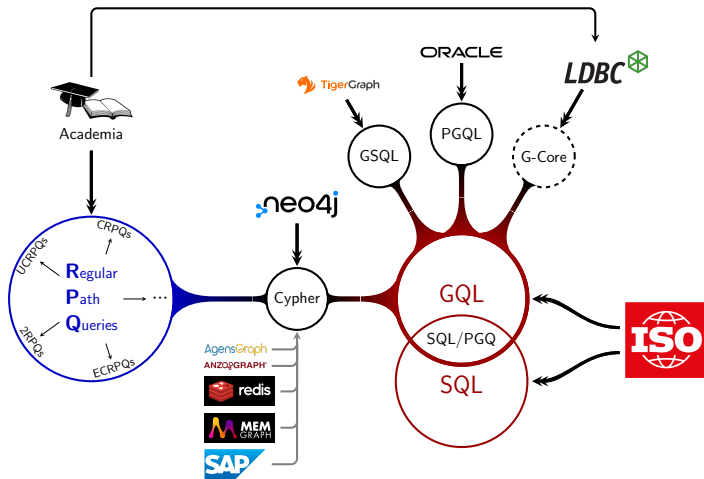 ORACLE
TigerGraph
LDBC
Academia
PGQL
GSQL
G-Core
neo4j
CRPQs
UCRPQs
Regular
Path
Queries
...
2RPQs
ECRPQs
Cypher
GQL
SQL/PGQ
SQL
ISO
AgensGraph
ANZOGRAPH®
redis
MEM
GRAPH
SAP